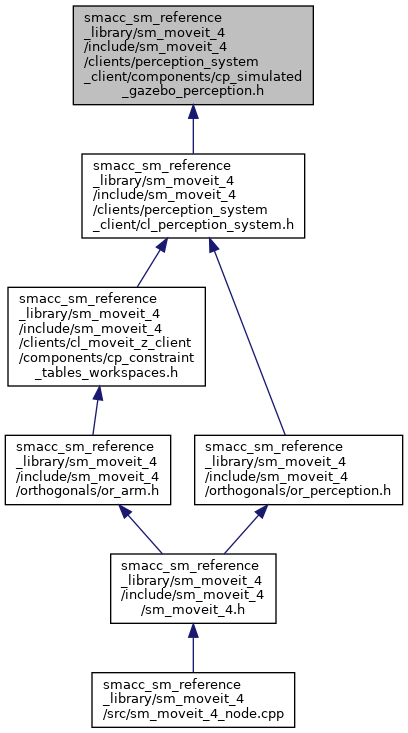 smacc_sm_reference
_library/sm_moveit_4
/include/sm_moveit_4
/clients/perception_system
_client/components/cp_simulated
_gazebo_perception.h
smacc_sm_reference
_library/sm_moveit_4
/include/sm_moveit_4
/clients/perception_system
_client/cl_perception_system.h
smacc_sm_reference
_library/sm_moveit_4
/include/sm_moveit_4
/clients/cl_moveit_z_client
/components/cp_constraint
_tables_workspaces.h
smacc_sm_reference
_library/sm_moveit_4
/include/sm_moveit_4
/orthogonals/or_arm.h
smacc_sm_reference
_library/sm_moveit_4
/include/sm_moveit_4
/orthogonals/or_perception.h
smacc_sm_reference
_library/sm_moveit_4
/include/sm_moveit_4
/sm_moveit_4.h
smacc_sm_reference
_library/sm_moveit_4
/src/sm_moveit_4_node.cpp